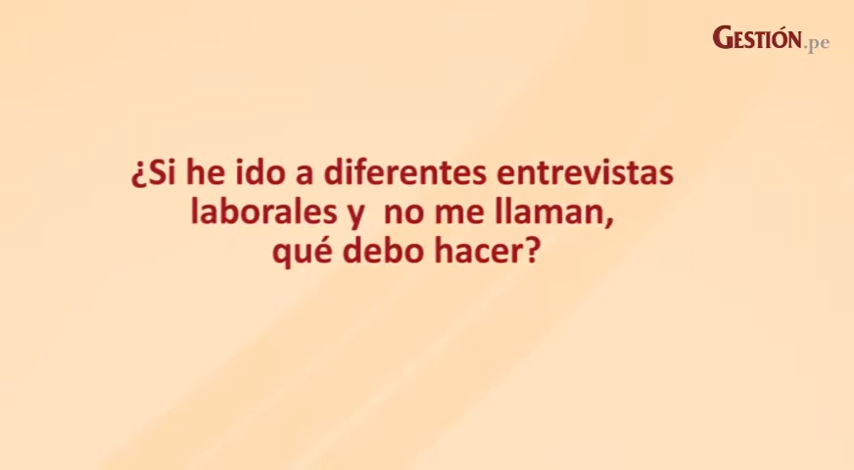 GESTIÓN.pe
¿Si he ido a diferentes entrevistas
laborales y  no me llaman,
qué debo hacer?